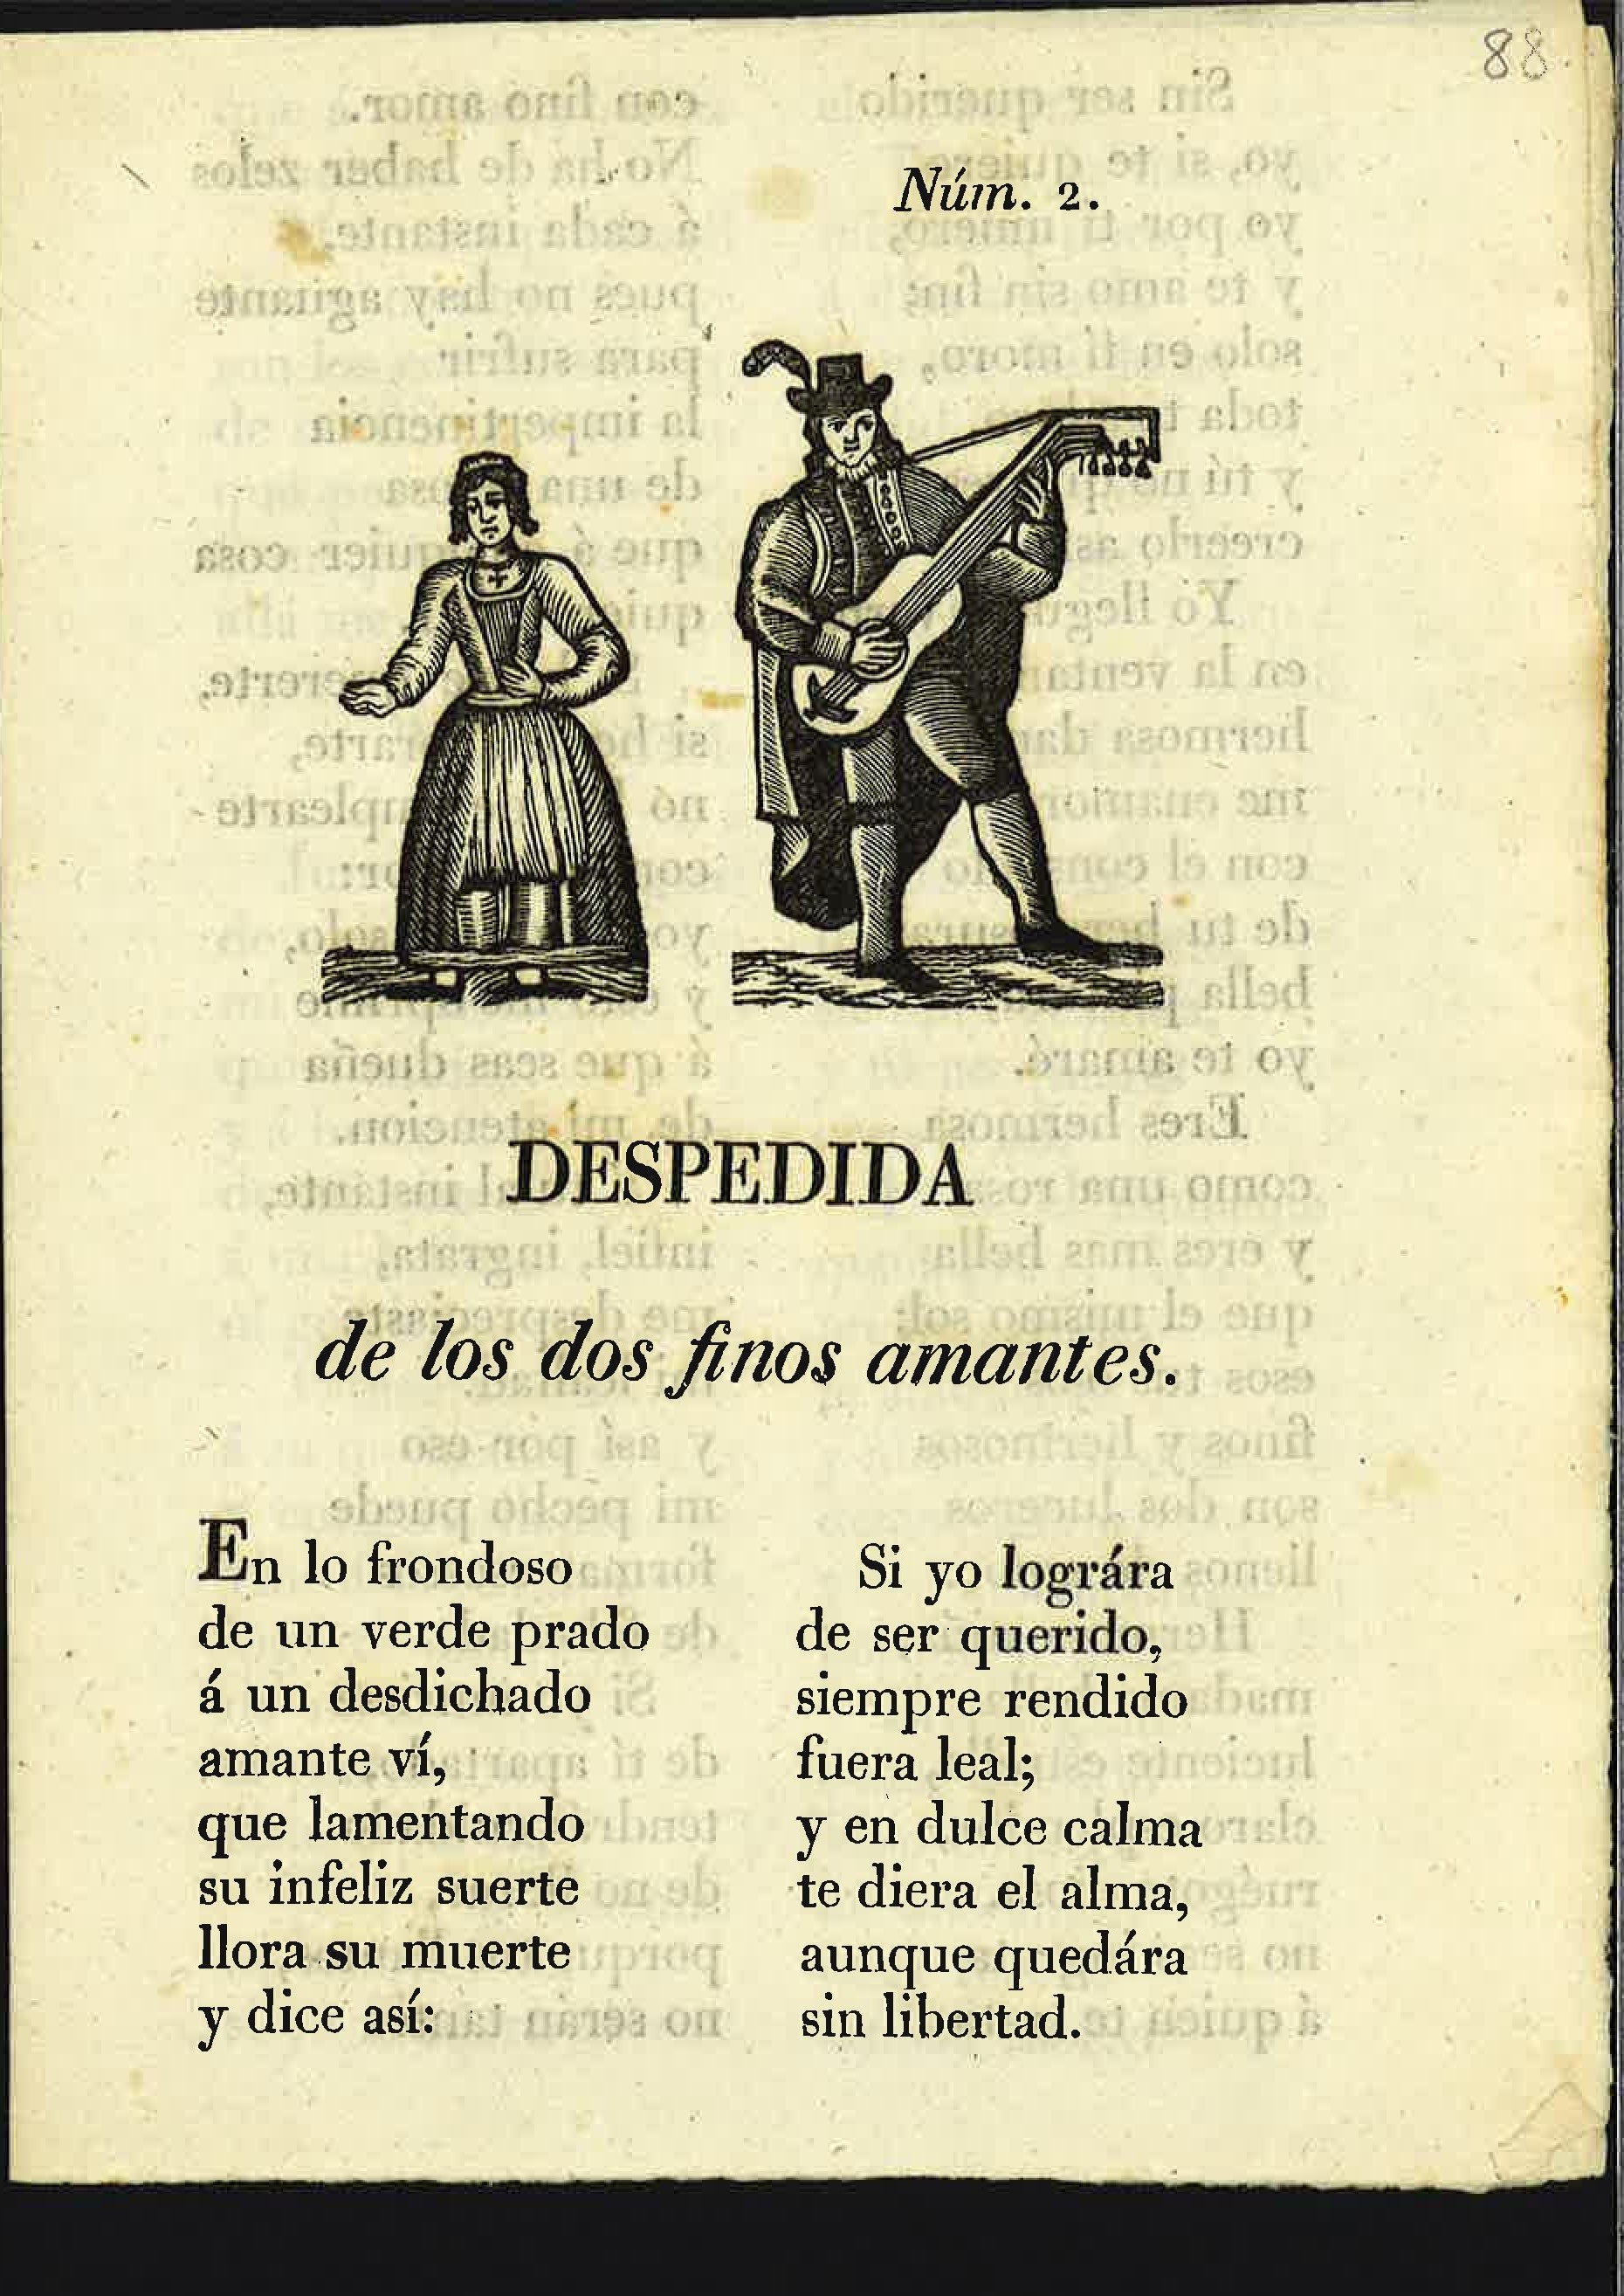 88
Núm. 2.
DESPEDIDA
de los dos finos amantes.
En lo frondoso
de un verde prado
á un desdichado
amante ví,
que lamentando
su infeliz suerte
llora su muerte
y dice así:
Si yo lográra
de ser querido,
siempre rendido
fuera leal;
y en dulce calma
te diera el alma,
aunque quedára
sin libertad.